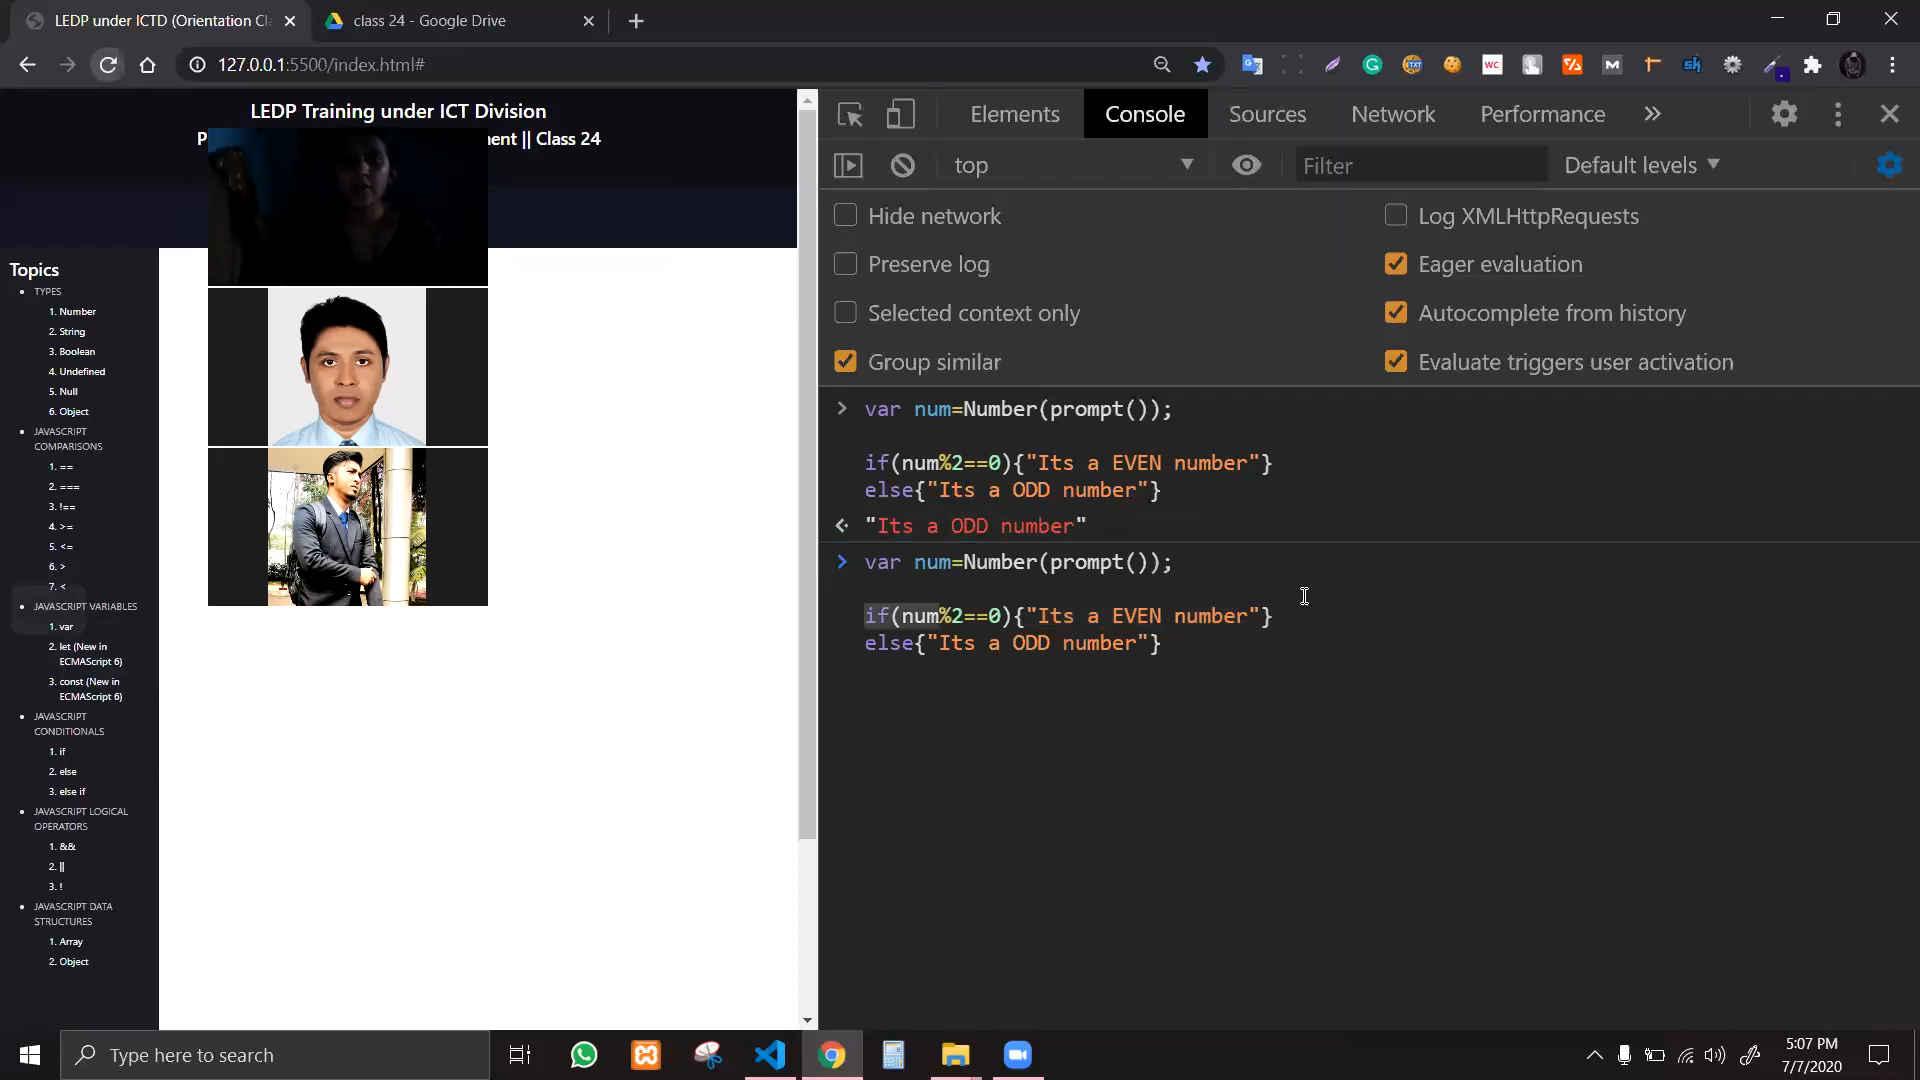 LEDP under ICTD (Orientation Cl
class 24 - Google Drive
127.0.0.1:5500/index.html#
LEDP Training under ICT Division
P
ent || Class 24
Topics
TYPES
1. Number
2. String
3. Boolean
4. Undefined
5. Null
6. Object
JAVASCRIPT
COMPARISONS
1. ==
2. ===
3. !==
4. >=
5. <=
6. >
7. <
JAVASCRIPT VARIABLES
1. var
2. let (New in
ECMAScript 6)
3. const (New in
ECMAScript 6)
JAVASCRIPT
CONDITIONALS
1. if
2. else
3. else if
JAVASCRIPT LOGICAL
OPERATORS
1. &&
2. ||
3. !
JAVASCRIPT DATA
STRUCTURES
1. Array
2. Object
Elements Console Sources Network Performance
top Filter Default levels
Hide network Log XMLHttpRequests
Preserve log Eager evaluation
Selected context only Autocomplete from history
Group similar Evaluate triggers user activation
> var num=Number(prompt());
if(num%2==0){"Its a EVEN number"}
else{"Its a ODD number"}
"Its a ODD number"
> var num=Number(prompt());
if(num%2==0){"Its a EVEN number"}
else{"Its a ODD number"}
Type here to search
5:07 PM
7/7/2020